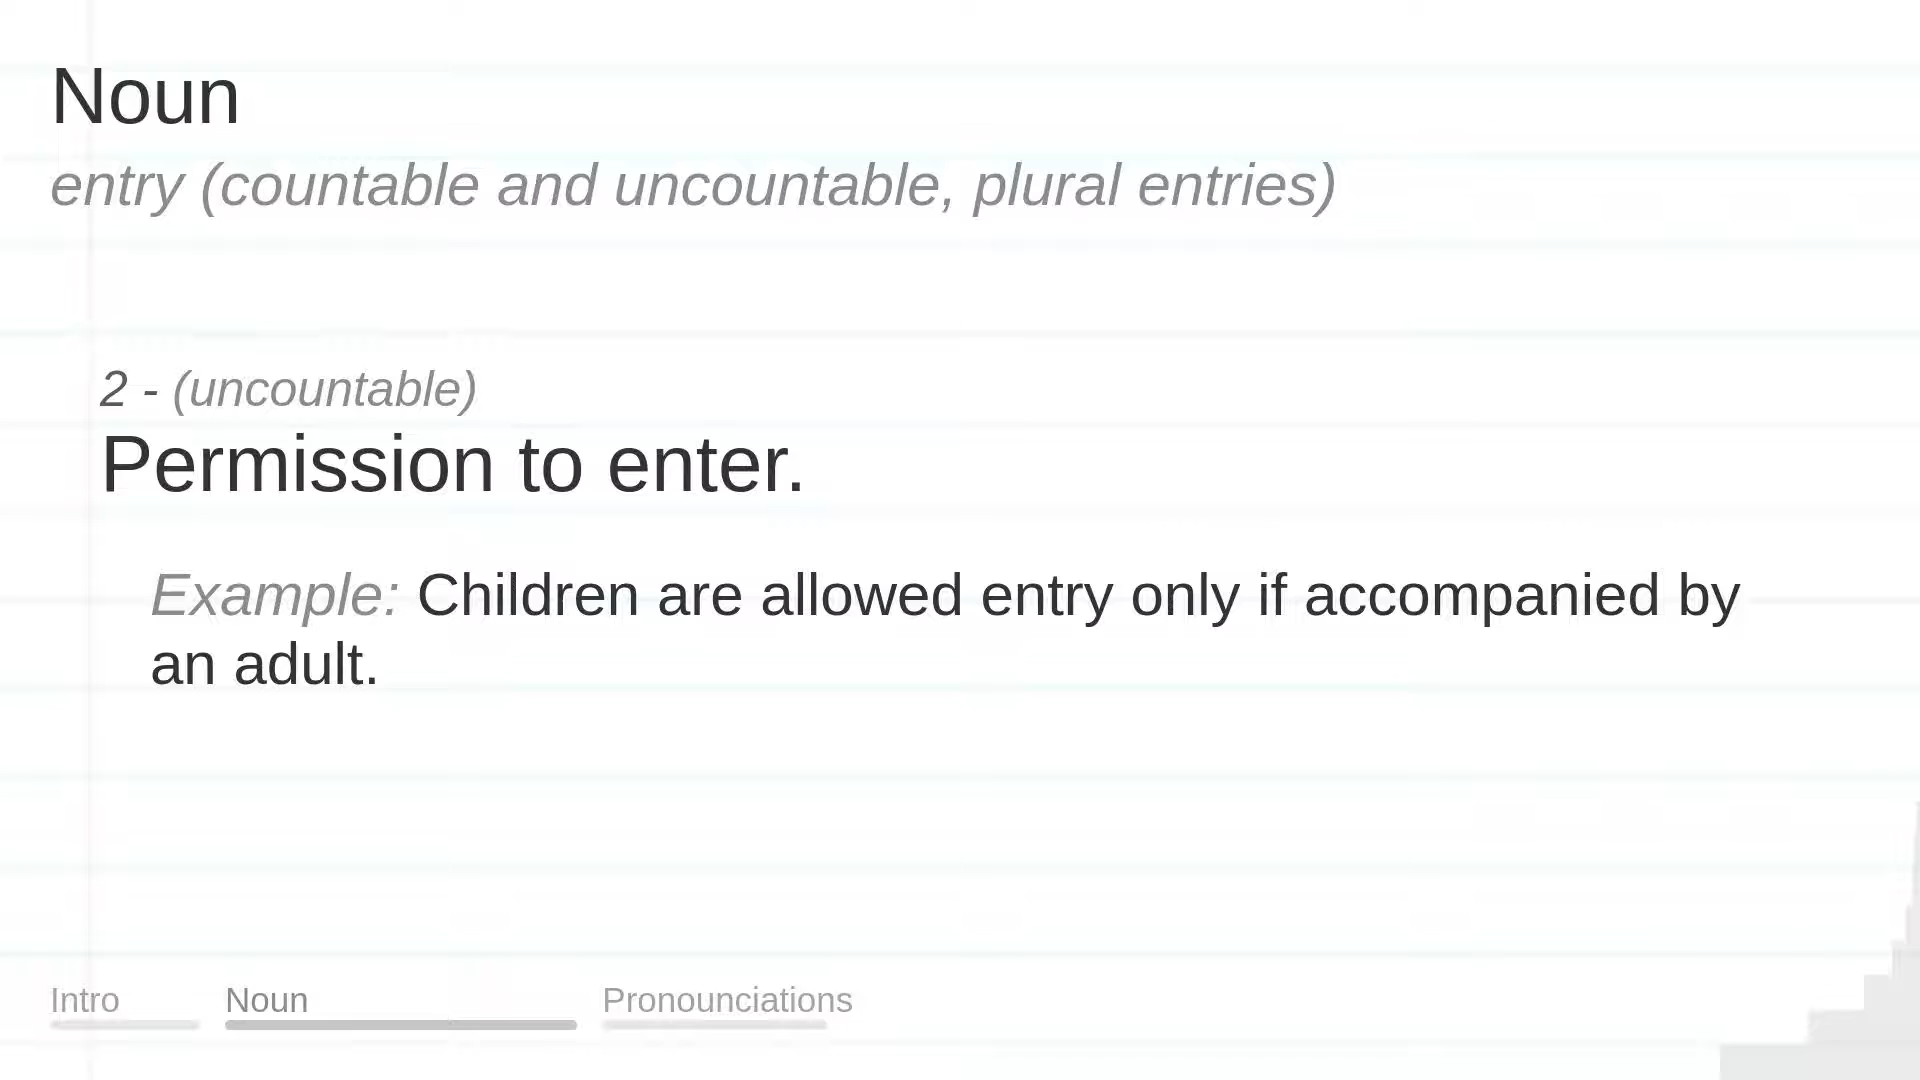 Noun
entry (countable and uncountable, plural entries)
2 - (uncountable)
Permission to enter.
Example: Children are allowed entry only if accompanied by
an adult.
Intro
Noun
Pronounciations